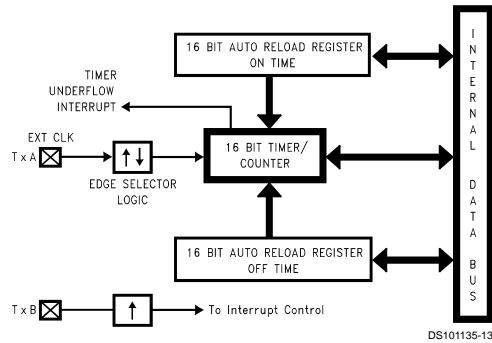 16 BIT AUTO RELOAD REGISTER
ON TIME
TIMER
UNDERFLOW
INTERRUPT
EXT CLK
TxA
↑↓
EDGE SELECTOR
LOGIC
16 BIT TIMER/
COUNTER
16 BIT AUTO RELOAD REGISTER
OFF TIME
TxB
↑
To Interrupt Control
INTERNAL DATA BUS
DS101135-13